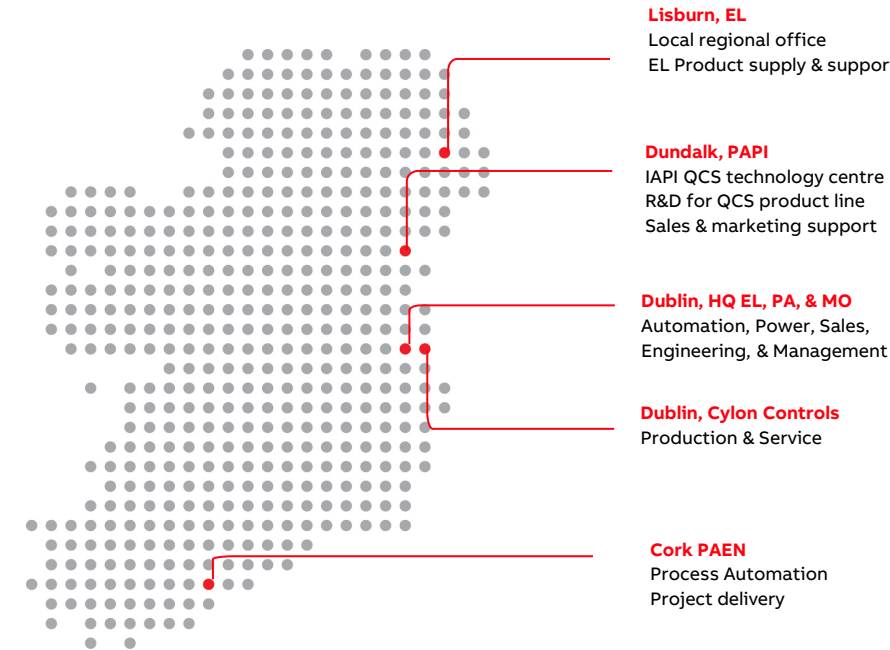 Lisburn, EL
Local regional office
EL Product supply & suppor
Dundalk, PAPI
IAPI QCS technology centre
R&D for QCS product line
Sales & marketing support
Dublin, HQ EL, PA, & MO
Automation, Power, Sales,
Engineering, & Management
Dublin, Cylon Controls
Production & Service
Cork PAEN
Process Automation
Project delivery